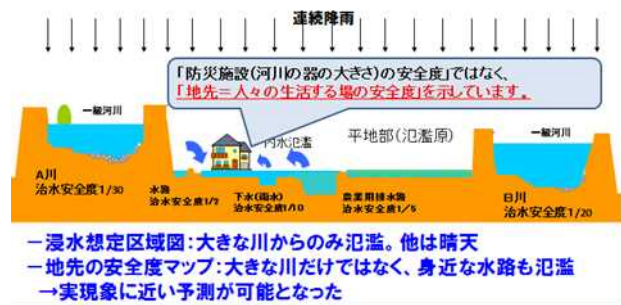 連続降雨
「防災施設(河川の器の大きさ)の安全度」ではなく、
「地先＝人々の生活する場の安全度」を示しています。
一級河川
内水氾濫
平地部(氾濫原)
一級河川
A川
治水安全度1/30
水路
治水安全度1/2
下水(雨水)
治水安全度1/10
農業用排水路
治水安全度1/5
B川
治水安全度1/20
－浸水想定区域図：大きな川からのみ氾濫。他は晴天
－地先の安全度マップ：大きな川だけではなく、身近な水路も氾濫
→実現象に近い予測が可能となった